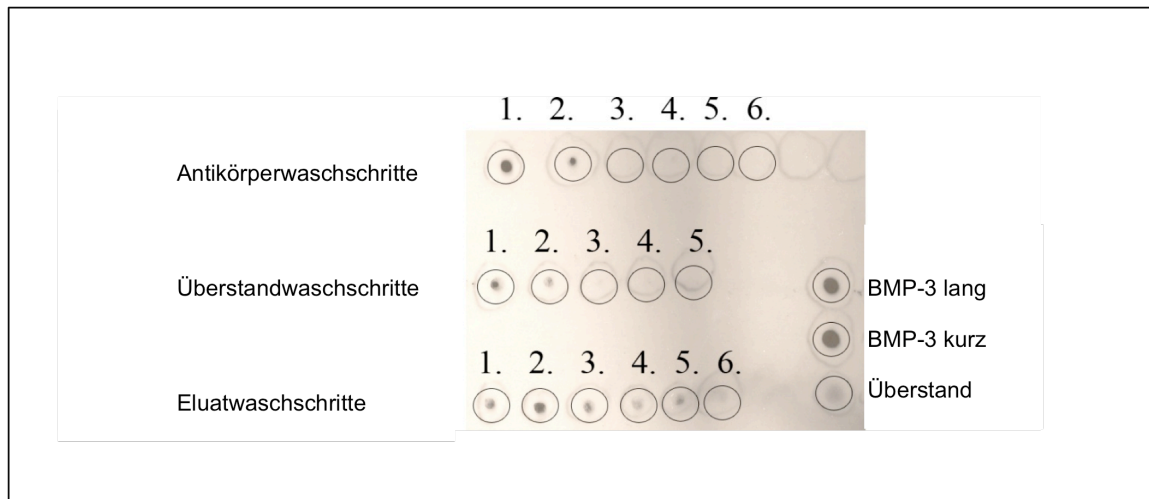 1. 2. 3. 4. 5. 6.
Antikörperwaschschritte
1. 2. 3. 4. 5.
Überstandwaschschritte
BMP-3 lang
BMP-3 kurz
1. 2. 3. 4. 5. 6.
Überstand
Eluatwaschschritte